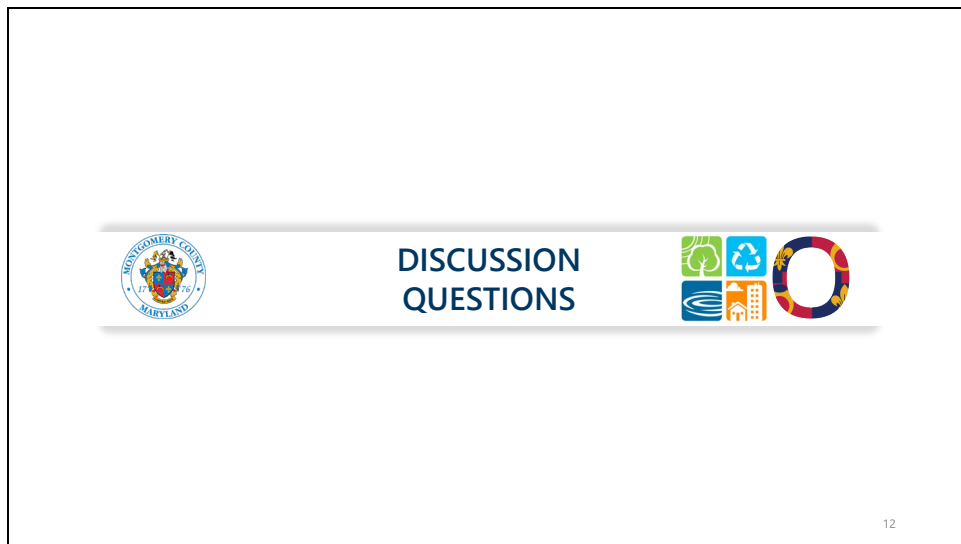 MONTGOMERY COUNTY
17 76
MARYLAND
DISCUSSION
QUESTIONS
O
12